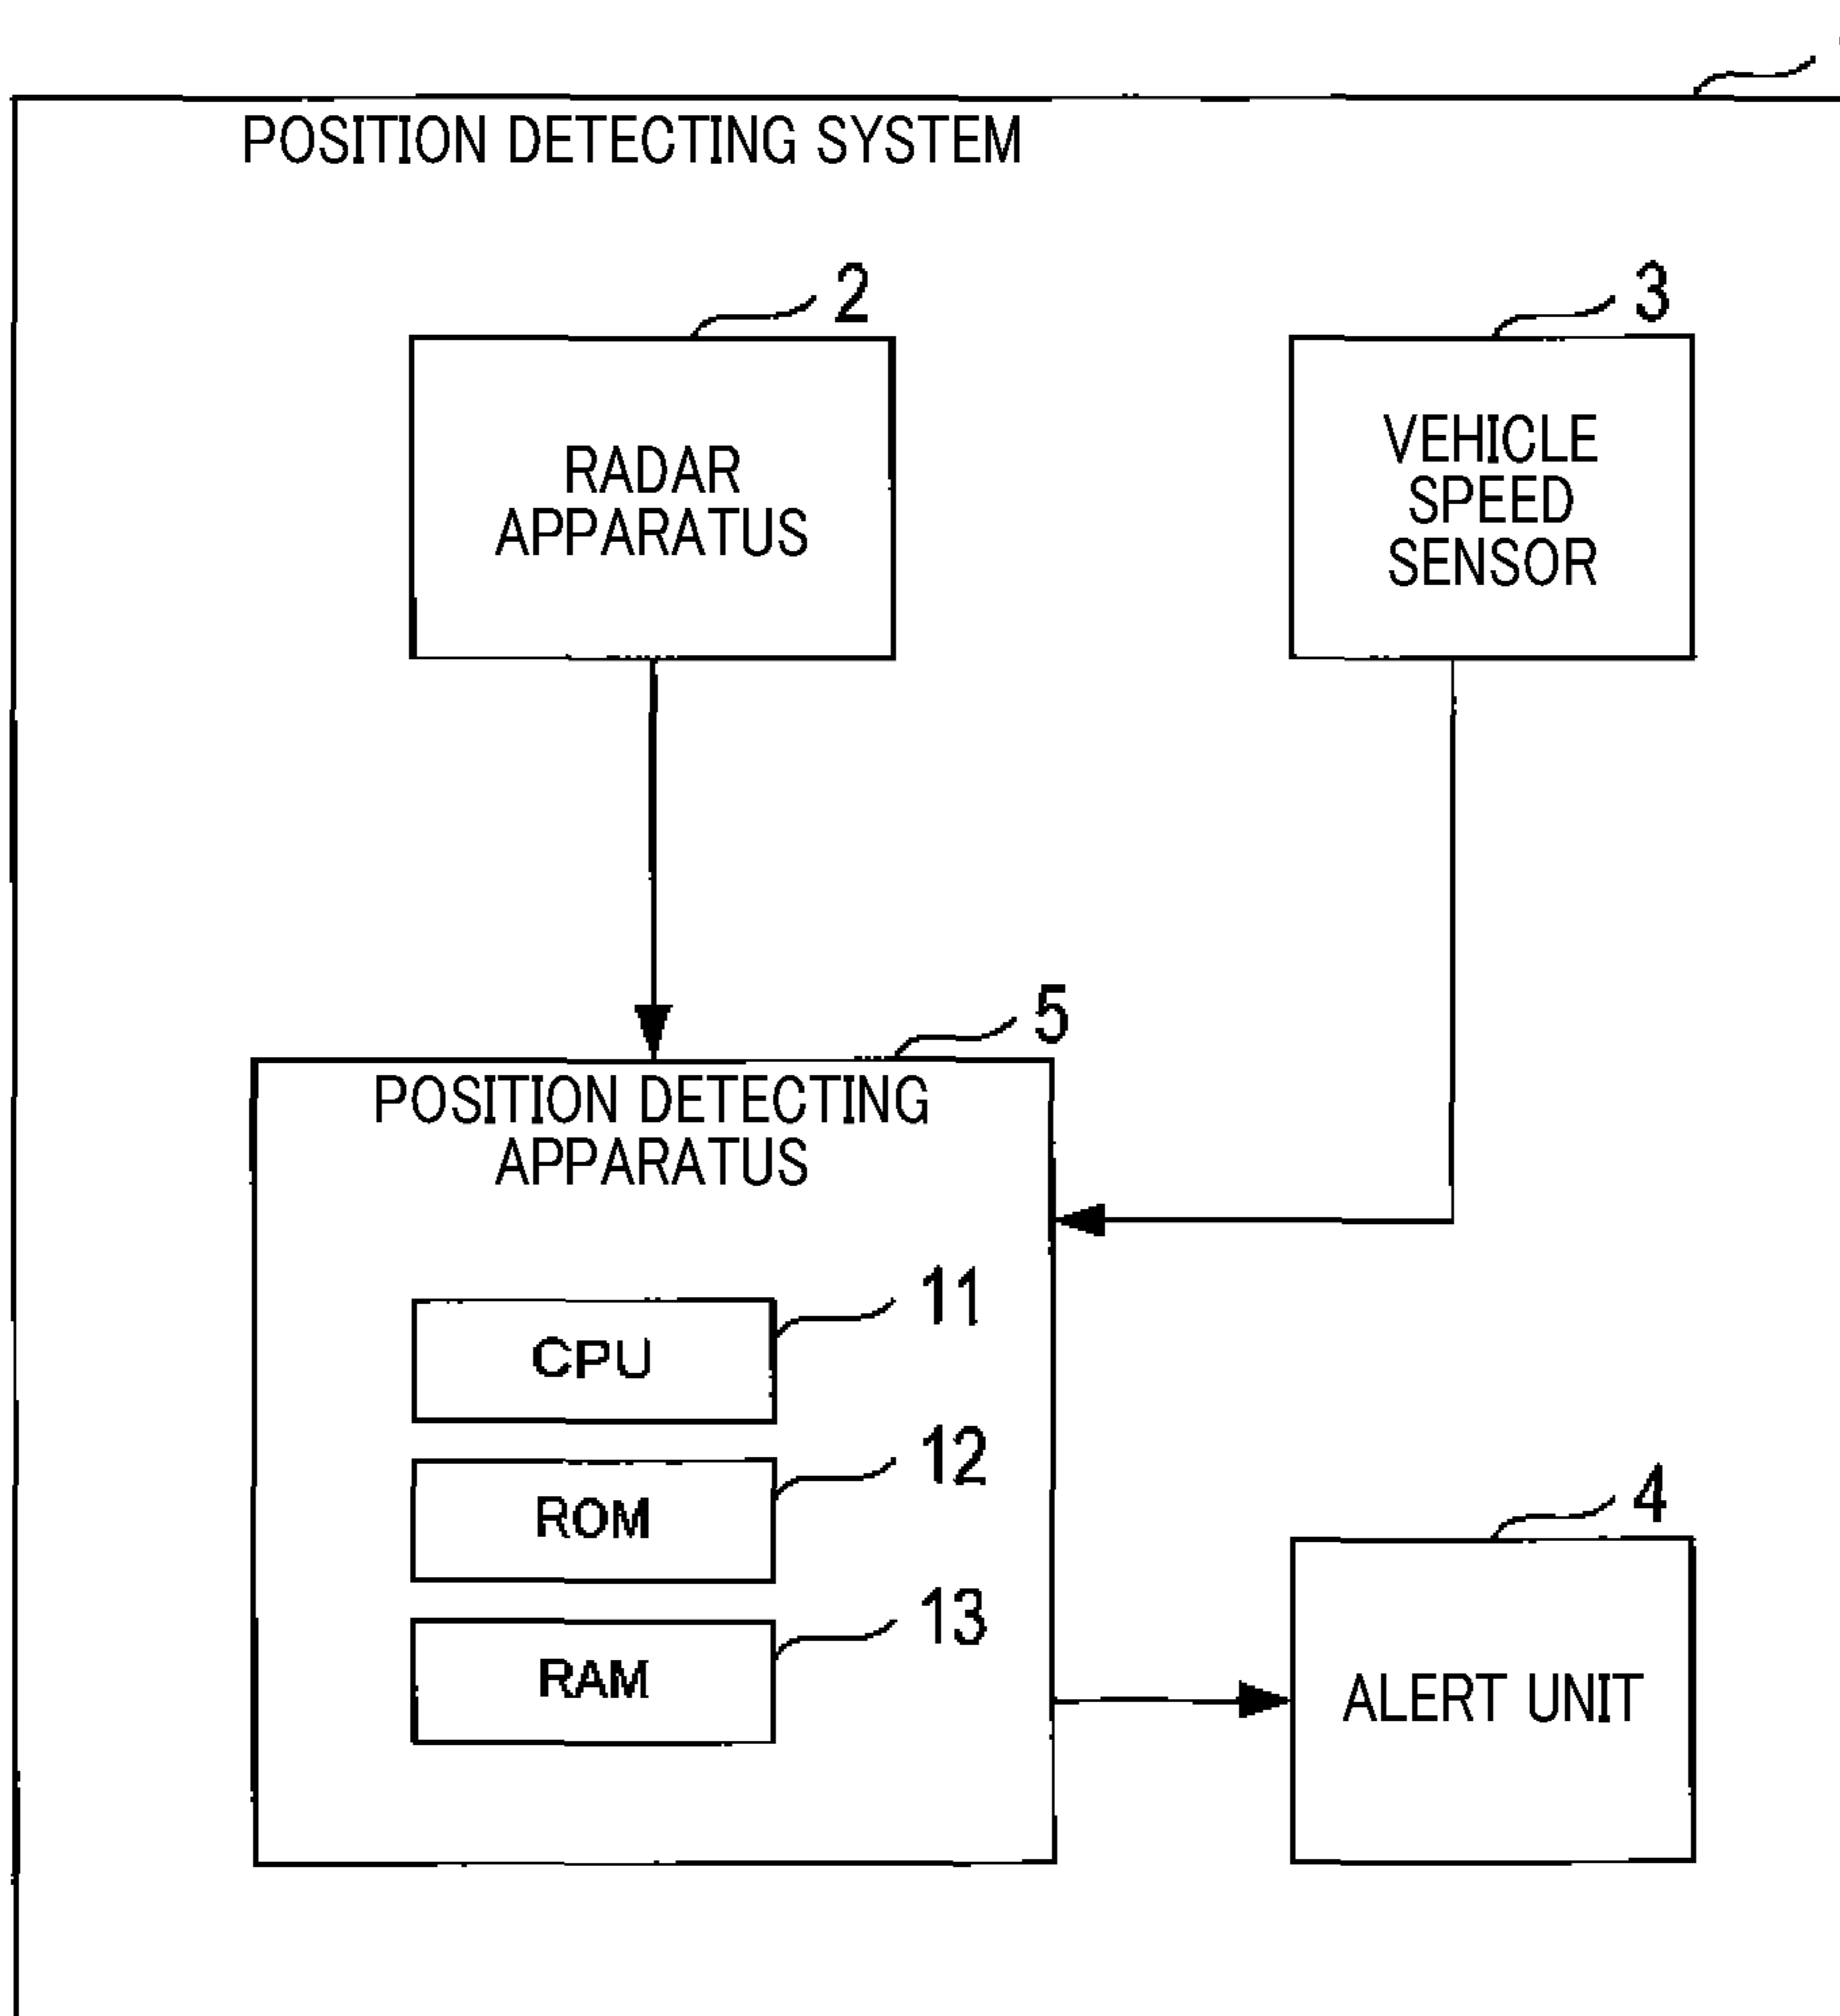 POSITION DETECTING SYSTEM
2
3
RADAR
APPARATUS
VEHICLE
SPEED
SENSOR
5
POSITION DETECTING
APPARATUS
11
CPU
12
ROM
13
RAM
4
ALERT UNIT